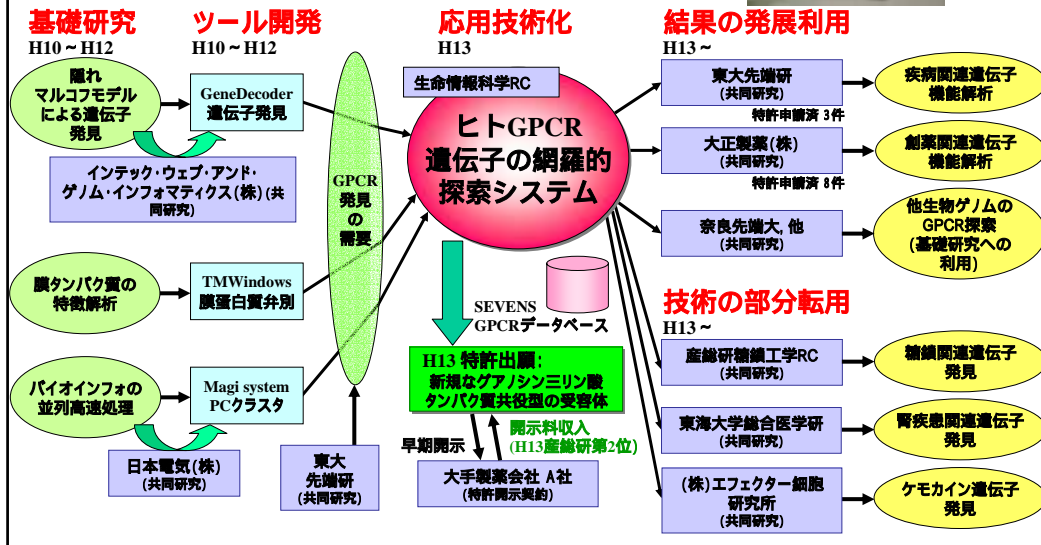 基礎研究
H10～H12
隠れ
マルコフモデル
による遺伝子
発見
インテック・ウェブ・アンド・
ゲノム・インフォマティクス(株)(共
同研究)
膜タンパク質の
特徴解析
バイオインフォの
並列高速処理
日本電気(株)
(共同研究)
ツール開発
H10～H12
GeneDecoder
遺伝子発見
TMWindows
膜蛋白質弁別
Magi system
PCクラスタ
GPCR
発見
の
需要
東大
先端研
(共同研究)
応用技術化
H13
生命情報科学RC
ヒトGPCR
遺伝子の網羅的
探索システム
SEVENS
GPCRデータベース
H13 特許出願:
新規なグアノシン三リン酸
タンパク質共役型の受容体
早期開示
開示料収入
(H13産総研第2位)
大手製薬会社 A社
(特許開示契約)
結果の発展利用
H13～
東大先端研
(共同研究)
特許申請済 3件
疾病関連遺伝子
機能解析
大正製薬(株)
(共同研究)
特許申請済 8件
創薬関連遺伝子
機能解析
奈良先端大, 他
(共同研究)
他生物ゲノムの
GPCR探索
(基礎研究への
利用)
技術の部分転用
H13～
産総研糖鎖工学RC
(共同研究)
糖鎖関連遺伝子
発見
東海大学総合医学研
(共同研究)
腎疾患関連遺伝子
発見
(株)エフェクター細胞
研究所
(共同研究)
ケモカイン遺伝子
発見